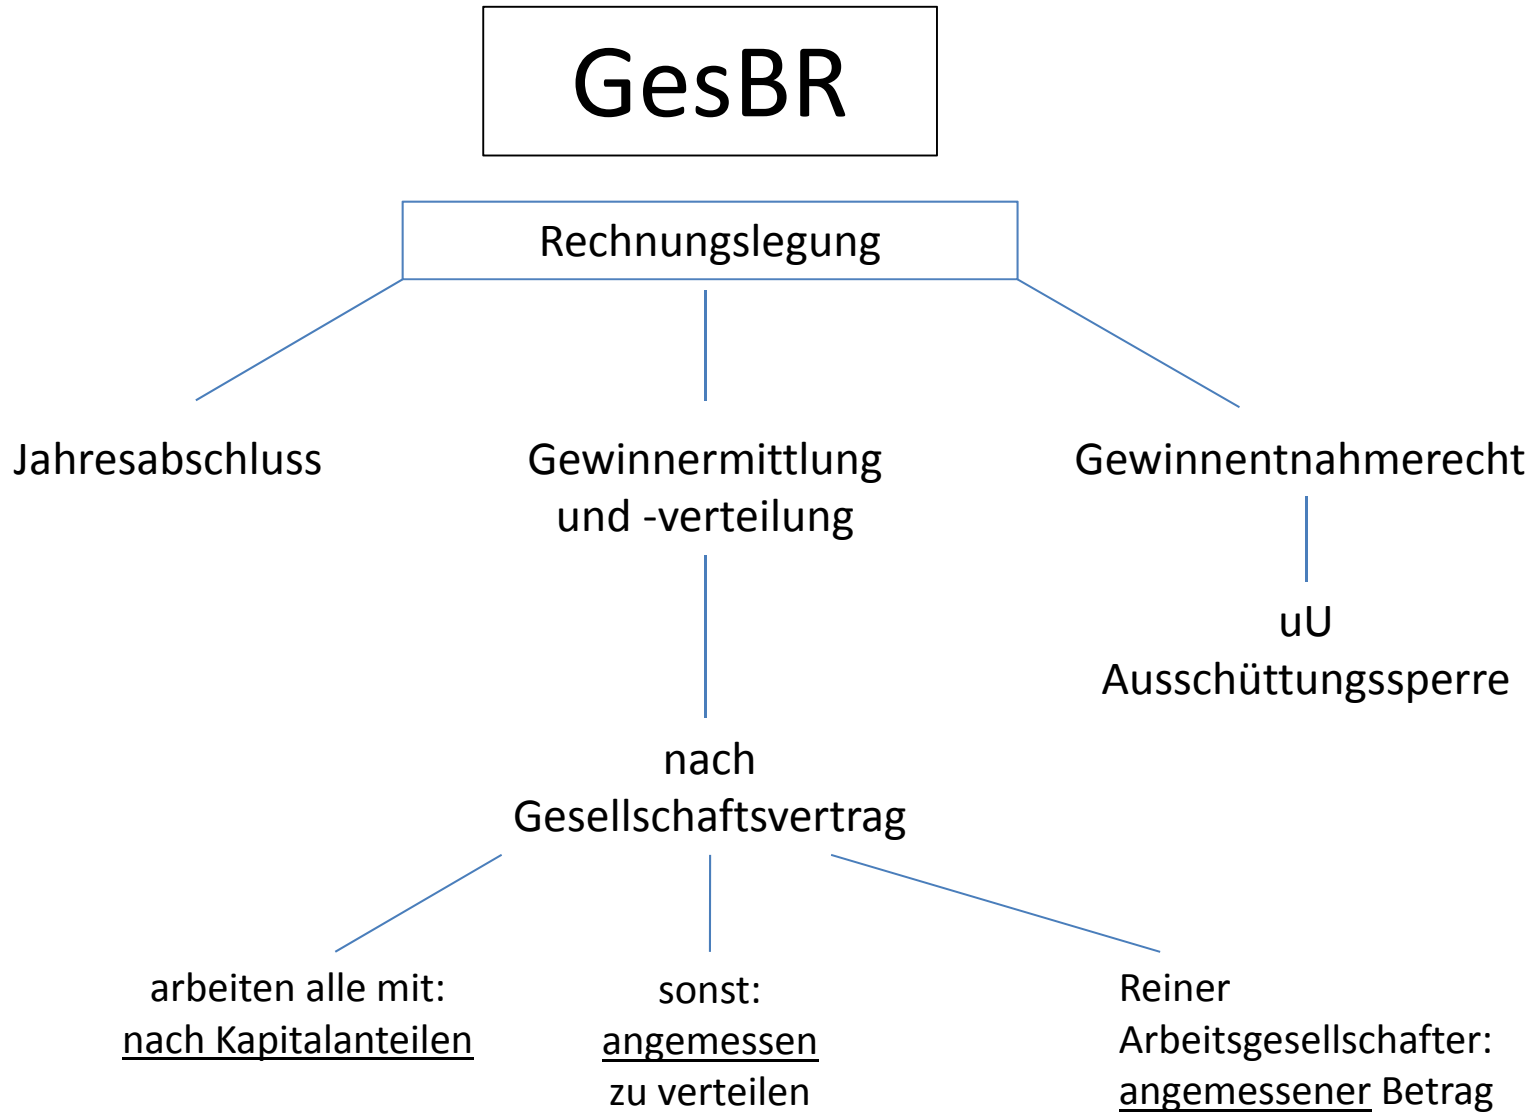 GesBR
Rechnungslegung
Jahresabschluss
Gewinnermittlung
und -verteilung
Gewinnentnahmerecht
uU
Ausschüttungssperre
nach
Gesellschaftsvertrag
arbeiten alle mit:
nach Kapitalanteilen
sonst:
angemessen
zu verteilen
Reiner
Arbeitsgesellschafter:
angemessener Betrag